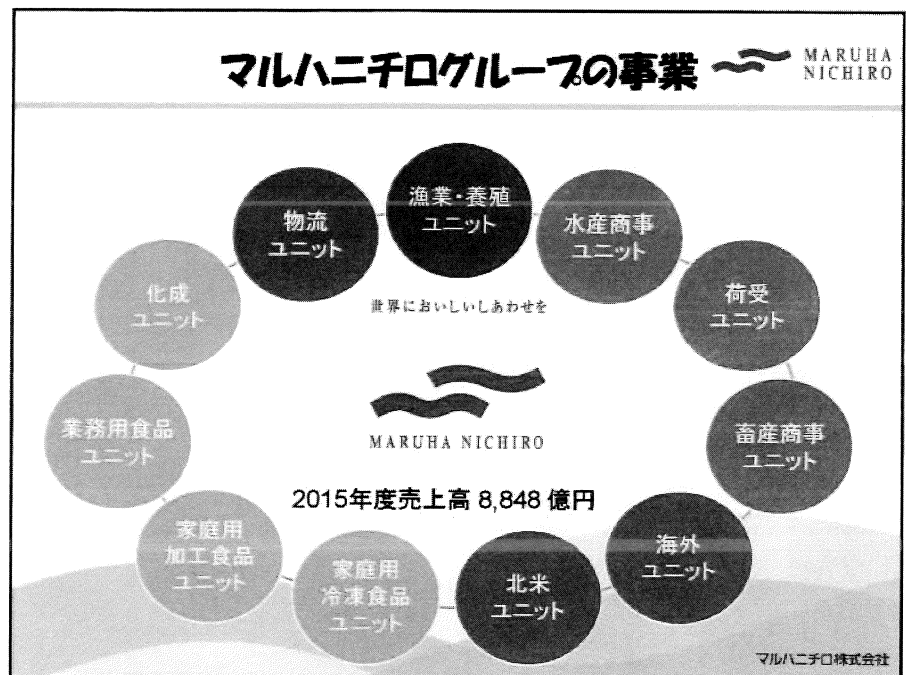 マルハニチログループの事業
MARUHA
NICHIRO
漁業・養殖
ユニット
水産商事
ユニット
荷受
ユニット
畜産商事
ユニット
海外
ユニット
北米
ユニット
家庭用
冷凍食品
ユニット
家庭用
加工食品
ユニット
業務用食品
ユニット
化成
ユニット
物流
ユニット
世界においしいしあわせを
MARUHA NICHIRO
2015年度売上高 8,848 億円
マルハニチロ株式会社